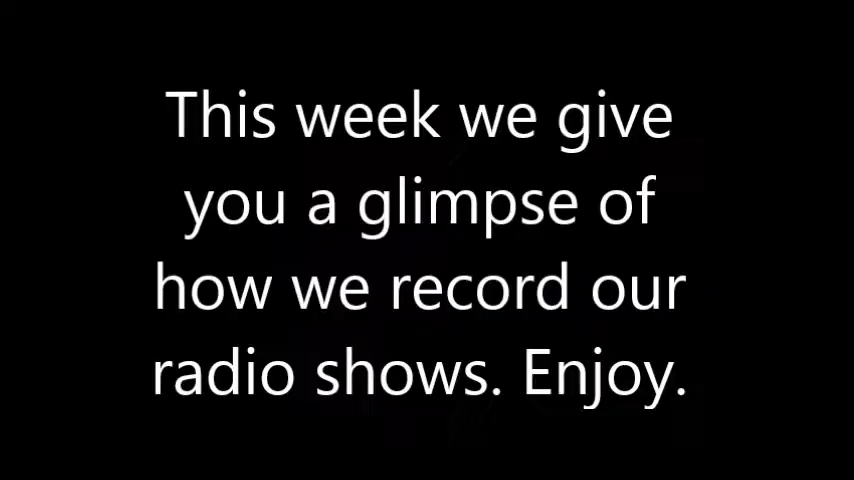 This week we give
you a glimpse of
how we record our
radio shows. Enjoy.